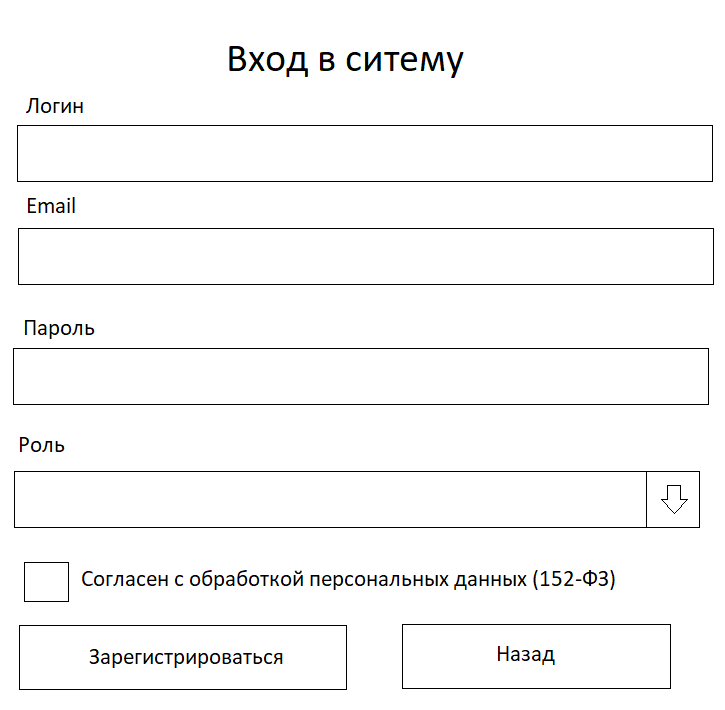 Вход в ситему
Логин
Email
Пароль
Роль
Согласен с обработкой персональных данных (152-ФЗ)
Зарегистрироваться
Назад